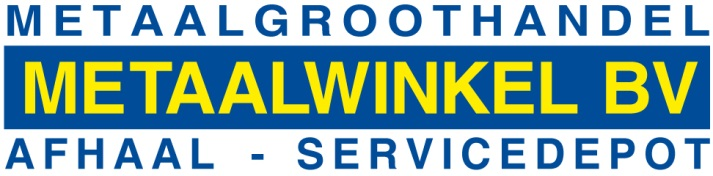 METAALGROOTHANDEL
METAALWINKEL BV
AFHAAL - SERVICEDEPOT